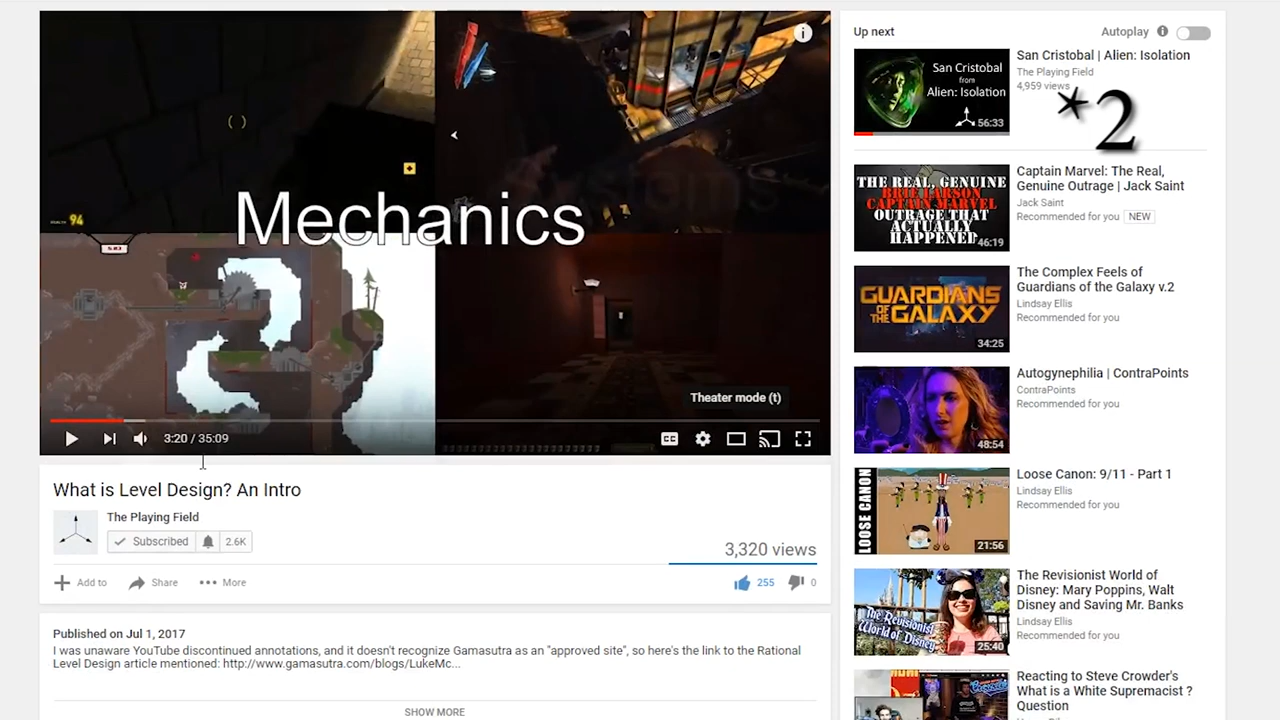 Mechanics
94
Theater mode (t)
3:20 / 35:09
CC
What is Level Design? An Intro
The Playing Field
Subscribed 2.6K
3,320 views
Add to Share More 255 0
Published on Jul 1, 2017
I was unaware YouTube discontinued annotations, and it doesn't recognize Gamasutra as an "approved site", so here's the link to the Rational
Level Design article mentioned: http://www.gamasutra.com/blogs/LukeMc...
SHOW MORE
Up next Autoplay
San Cristobal
from
Alien: Isolation
56:33
San Cristobal | Alien: Isolation
The Playing Field
4,959 views
*2
THE REAL, GENUINE
BRIE LARSON
CAPTAIN MARVEL
OUTRAGE THAT
ACTUALLY
HAPPENED
46:19
Captain Marvel: The Real,
Genuine Outrage | Jack Saint
Jack Saint
Recommended for you NEW
GUARDIANS
OF THE GALAXY
34:25
The Complex Feels of
Guardians of the Galaxy v.2
Lindsay Ellis
Recommended for you
48:54
Autogynephilia | ContraPoints
ContraPoints
Recommended for you
LOOSE CANON
21:56
Loose Canon: 9/11 - Part 1
Lindsay Ellis
Recommended for you
The Revisionist
World of Disney
25:40
The Revisionist World of
Disney: Mary Poppins, Walt
Disney and Saving Mr. Banks
Lindsay Ellis
Recommended for you
Reacting to Steve Crowder's
What is a White Supremacist ?
Question